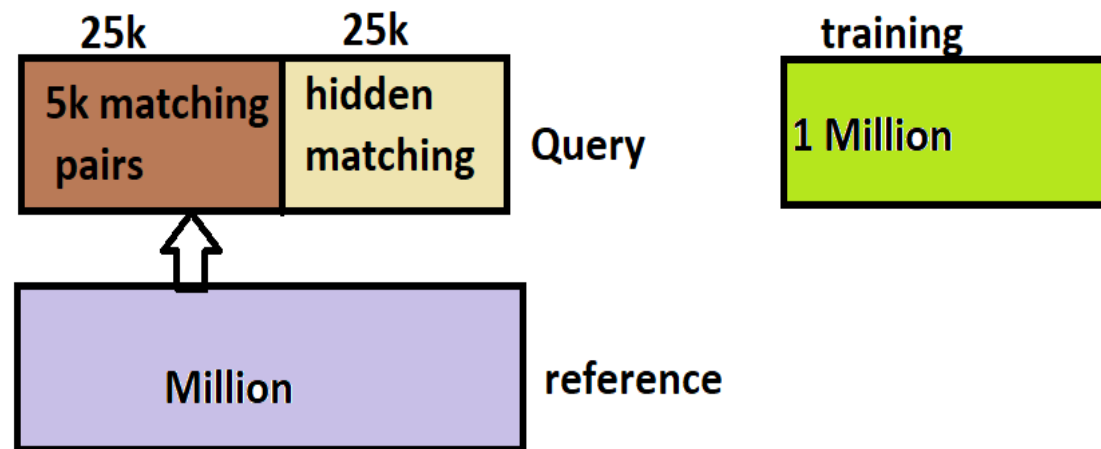 25k
25k
training
5k matching
pairs
hidden
matching
Query
1 Million
Million
reference